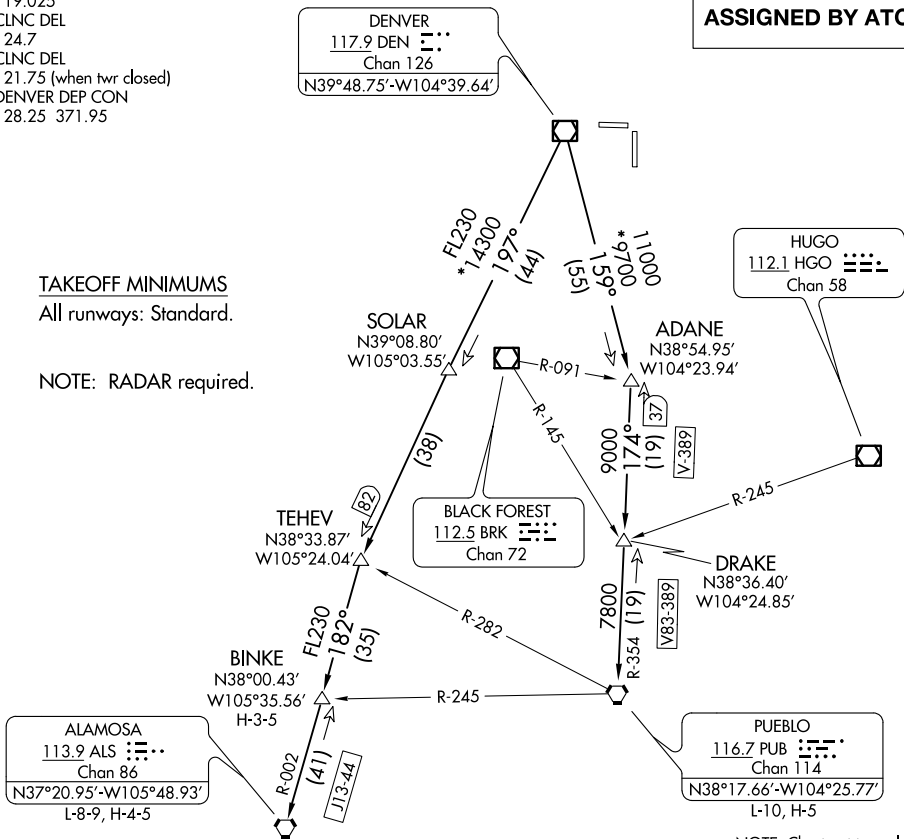 19.025
CLNC DEL
24.7
CLNC DEL
21.75 (when twr closed)
DENVER DEP CON
28.25 371.95
ASSIGNED BY ATC
DENVER
117.9 DEN
Chan 126
N39°48.75'-W104°39.64'
FL230
*14300
197°
(44)
11000
*9700
159°
(55)
HUGO
112.1 HGO
Chan 58
TAKEOFF MINIMUMS
All runways: Standard.
NOTE: RADAR required.
SOLAR
N39°08.80'
W105°03.55'
ADANE
N38°54.95'
W104°23.94'
R-091
R-145
37
9000
174°
(19)
V-389
(38)
R-245
82
BLACK FOREST
112.5 BRK
Chan 72
TEHEV
N38°33.87'
W105°24.04'
DRAKE
N38°36.40'
W104°24.85'
7800
R-354 (19)
V83-389
R-282
FL230
182°
(35)
BINKE
N38°00.43'
W105°35.56'
H-3-5
R-245
R-002
(41)
J13-44
ALAMOSA
113.9 ALS
Chan 86
N37°20.95'-W105°48.93'
L-8-9, H-4-5
PUEBLO
116.7 PUB
Chan 114
N38°17.66'-W104°25.77'
L-10, H-5